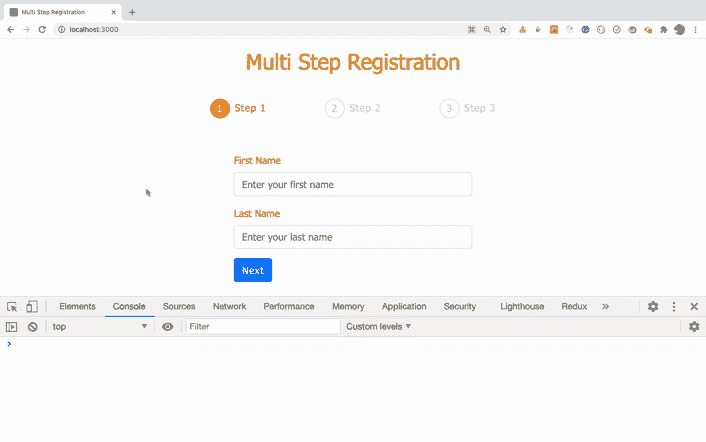 Multi Step Registration
localhost:3000
Multi Step Registration
1 Step 1 2 Step 2 3 Step 3
First Name
Enter your first name
Last Name
Enter your last name
Next
Elements Console Sources Network Performance Memory Application Security Lighthouse Redux
top Filter Custom levels